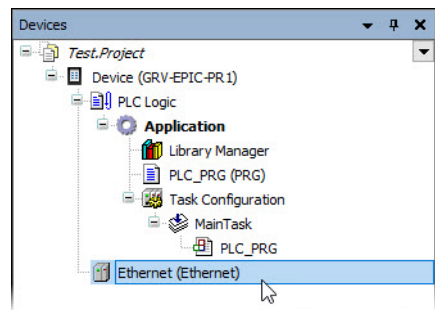 Devices
Test.Project
Device (GRV-EPIC-PR1)
PLC Logic
Application
Library Manager
PLC_PRG (PRG)
Task Configuration
MainTask
PLC_PRG
Ethernet (Ethernet)